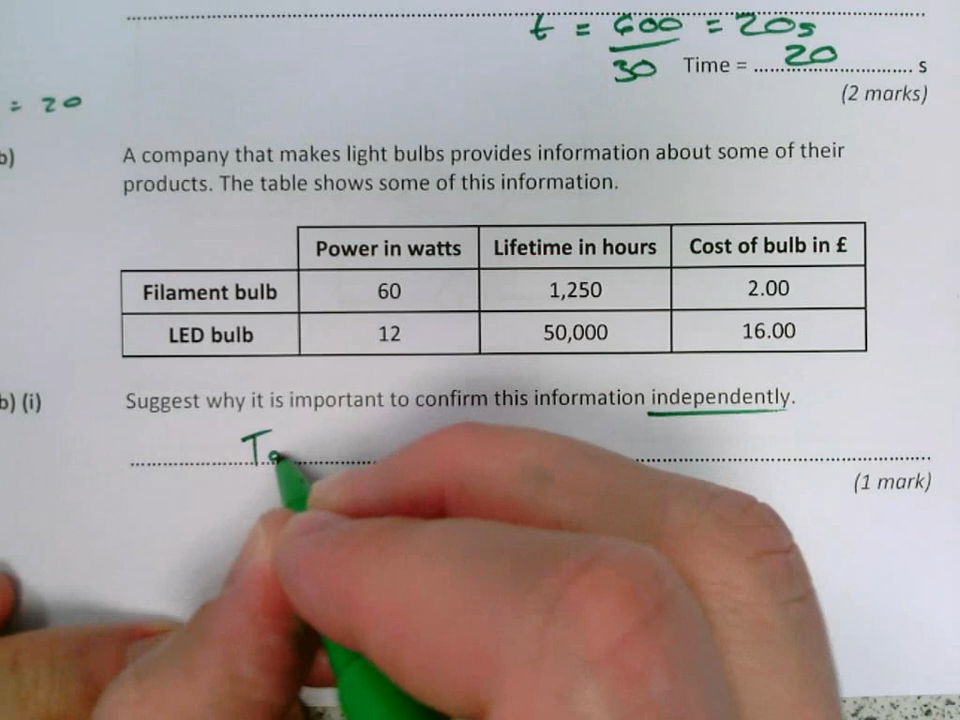 t = 600 = 20s
30
Time = 20 s
= 20
(2 marks)
b)
A company that makes light bulbs provides information about some of their
products. The table shows some of this information.
Power in watts Lifetime in hours Cost of bulb in £
Filament bulb 60 1,250 2.00
LED bulb 12 50,000 16.00
b) (i)
Suggest why it is important to confirm this information independently.
To
(1 mark)